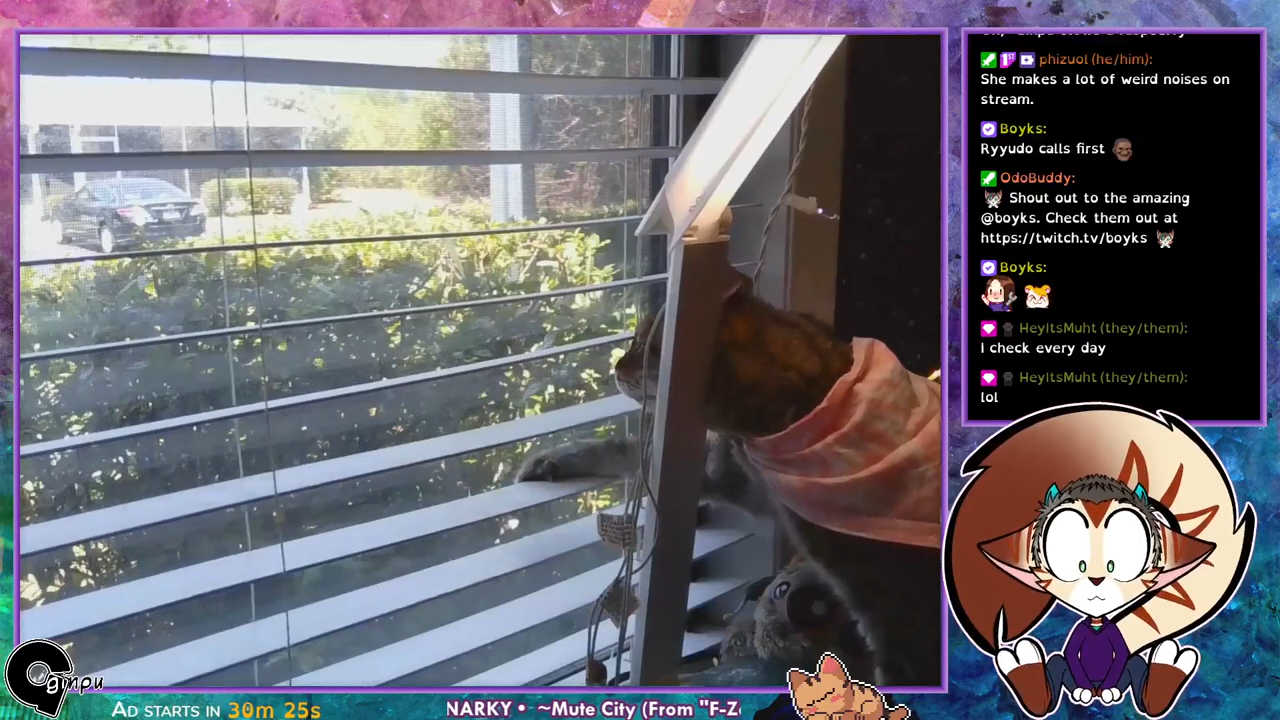 phizuol (he/him):
She makes a lot of weird noises on
stream.
Boyks:
Ryyudo calls first
OdoBuddy:
Shout out to the amazing
@boyks. Check them out at
https://twitch.tv/boyks
Boyks:
HeyItsMuht (they/them):
I check every day
HeyItsMuht (they/them):
lol
ginpu
Ad starts in 30m 25s
NARKY • ~Mute City (From "F-Z